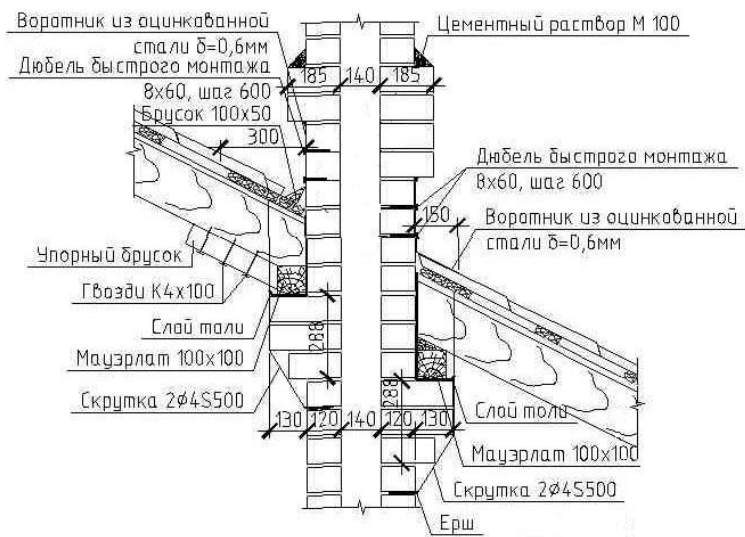 Воротник из оцинкаванной
стали δ=0,6мм
Дюбель быстрого монтажа
8х60, шаг 600
Брусок 100х50
300
Упорный брусок
Гвозди К4х100
Слой толи
Мауэрлат 100х100
Скрутка 2Ø4S500
Цементный раствор М 100
185 140 185
Дюбель быстрого монтажа
8х60, шаг 600
150
Воротник из оцинкованной
стали δ=0,6мм
288
288
130 120 140 120 130
Слой толи
Мауэрлат 100х100
Скрутка 2Ø4S500
Ерш